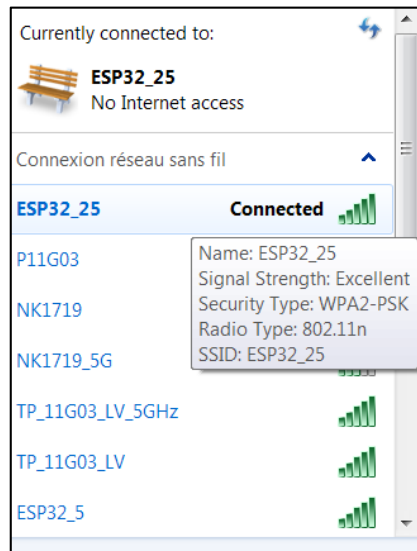 Currently connected to:
ESP32_25
No Internet access
Connexion réseau sans fil
ESP32_25 Connected
P11G03
Name: ESP32_25
Signal Strength: Excellent
Security Type: WPA2-PSK
Radio Type: 802.11n
SSID: ESP32_25
NK1719
NK1719_5G
TP_11G03_LV_5GHz
TP_11G03_LV
ESP32_5